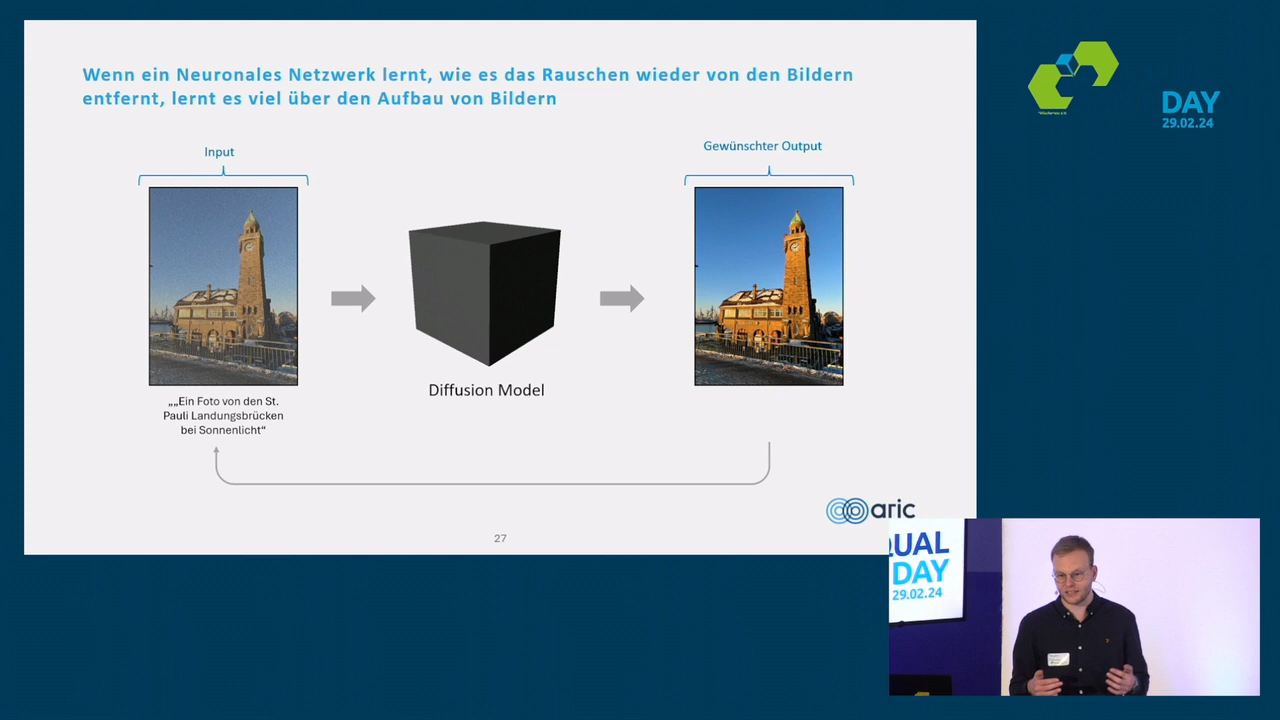 Wenn ein Neuronales Netzwerk lernt, wie es das Rauschen wieder von den Bildern
entfernt, lernt es viel über den Aufbau von Bildern
Input
Gewünschter Output
„„Ein Foto von den St.
Pauli Landungsbrücken
bei Sonnenlicht“
Diffusion Model
aric
27
DAY
29.02.24
QUAL
DAY
29.02.24